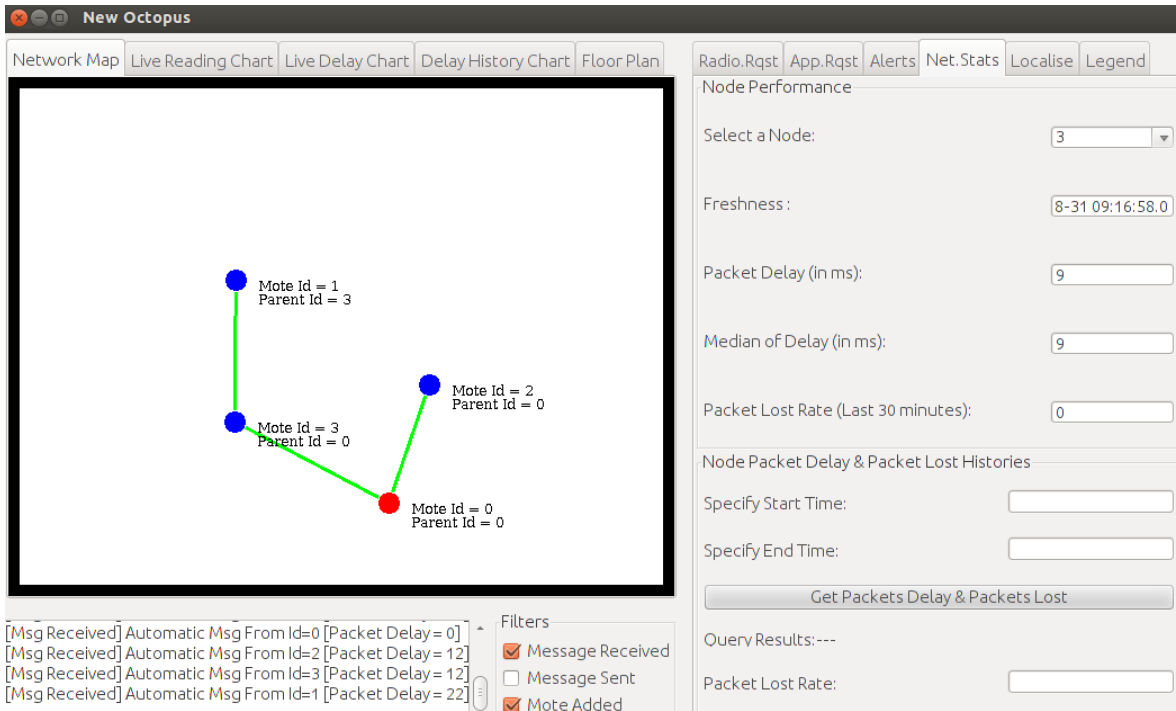 New Octopus
Network Map
Live Reading Chart
Live Delay Chart
Delay History Chart
Floor Plan
Mote Id = 1
Parent Id = 3
Mote Id = 2
Parent Id = 0
Mote Id = 3
Parent Id = 0
Mote Id = 0
Parent Id = 0
[Msg Received] Automatic Msg From Id=0 [Packet Delay = 0]
[Msg Received] Automatic Msg From Id=2 [Packet Delay = 12]
[Msg Received] Automatic Msg From Id=3 [Packet Delay = 12]
[Msg Received] Automatic Msg From Id=1 [Packet Delay = 22]
Filters
Message Received
Message Sent
Mote Added
Radio.Rqst
App.Rqst
Alerts
Net.Stats
Localise
Legend
Node Performance
Select a Node:
3
Freshness :
8-31 09:16:58.0
Packet Delay (in ms):
9
Median of Delay (in ms):
9
Packet Lost Rate (Last 30 minutes):
0
Node Packet Delay & Packet Lost Histories
Specify Start Time:
Specify End Time:
Get Packets Delay & Packets Lost
Query Results:---
Packet Lost Rate: